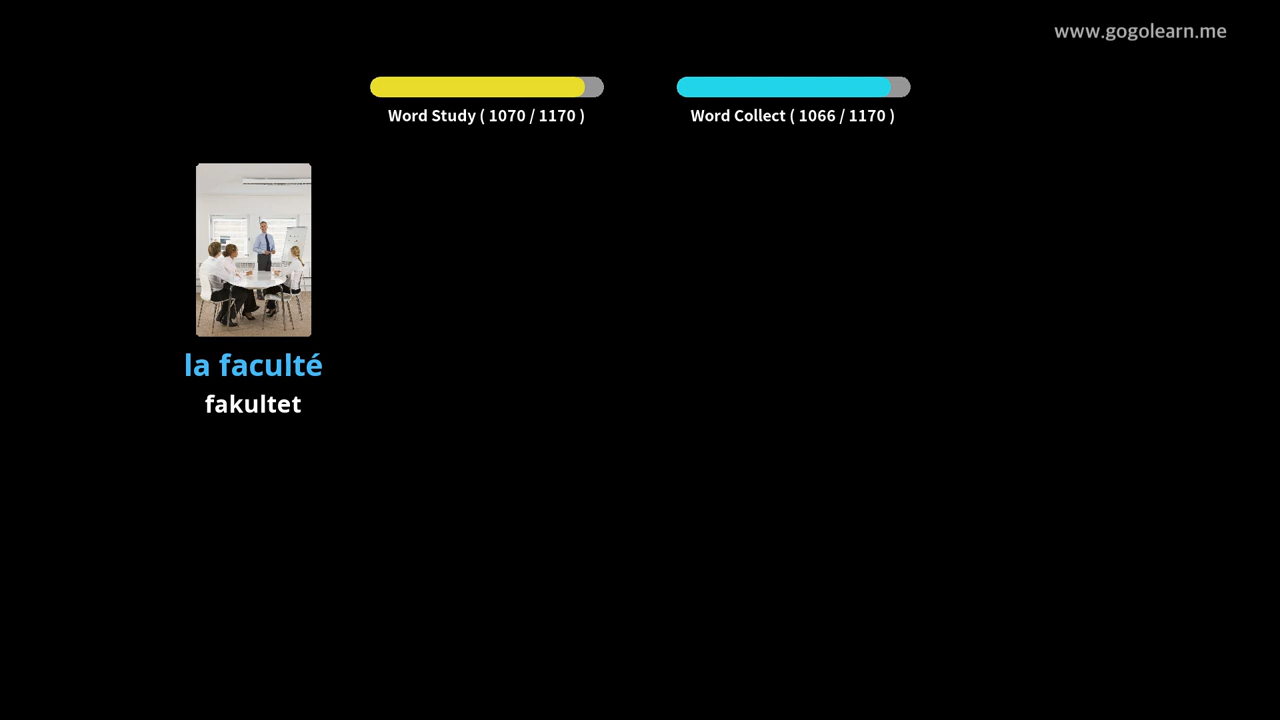 www.gogolearn.me
Word Study ( 1070 / 1170 )
Word Collect ( 1066 / 1170 )
la faculté
fakultet